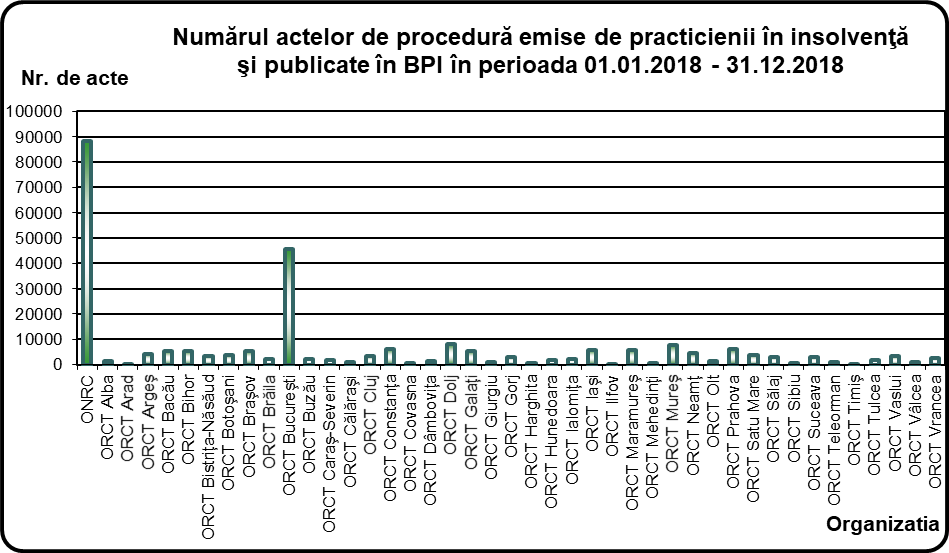 Numărul actelor de procedură emise de practicienii în insolvenţă
şi publicate în BPI în perioada 01.01.2018 - 31.12.2018
Nr. de acte
100000
90000
80000
70000
60000
50000
40000
30000
20000
10000
0
ONRC
ORCT Alba
ORCT Arad
ORCT Argeş
ORCT Bacău
ORCT Bihor
ORCT Bistriţa-Năsăud
ORCT Botoşani
ORCT Braşov
ORCT Brăila
ORCT Bucureşti
ORCT Buzău
ORCT Caraş-Severin
ORCT Călăraşi
ORCT Cluj
ORCT Constanţa
ORCT Covasna
ORCT Dâmboviţa
ORCT Dolj
ORCT Galaţi
ORCT Giurgiu
ORCT Gorj
ORCT Harghita
ORCT Hunedoara
ORCT Ialomiţa
ORCT Iaşi
ORCT Ilfov
ORCT Maramureş
ORCT Mehedinţi
ORCT Mureş
ORCT Neamţ
ORCT Olt
ORCT Prahova
ORCT Satu Mare
ORCT Sălaj
ORCT Sibiu
ORCT Suceava
ORCT Teleorman
ORCT Timiş
ORCT Tulcea
ORCT Vaslui
ORCT Vâlcea
ORCT Vrancea
Organizatia